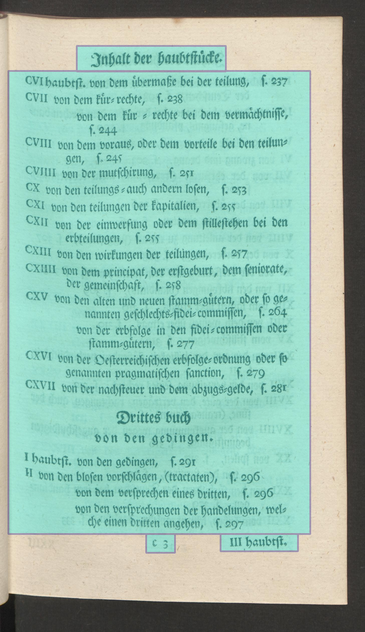 Inhalt der haubtstücke.
CVI haubtst. von dem übermaße bei der teilung, s. 237
CVII von dem kür-rechte, s. 238
von dem kür-rechte bei dem vermächtnisse,
s. 244
CVIII von dem voraus, oder dem vorteile bei den teilun-
gen, s. 245
CVIIII von der mutschirung, s. 251
CX von den teilungs-auch andern losen, s. 253
CXI von den teilungen der kapitalien, s. 255
CXII von der einwerfung oder dem stillestehen bei den
erbteilungen, s. 255
CXIII von den wirkungen der teilungen, s. 257
CXIIII von dem principat, der erstgeburt, dem seniorate,
der gemeinschaft, s. 258
CXV von den alten und neuen stamm-gütern, oder so ge-
nannten geschlechts-fidei-commissen, s. 264
von der erbfolge in den fidei-commissen oder
stamm-gütern, s. 277
CXVI von der Oesterreichischen erbfolge-ordnung oder so
genannten pragmatischen sanction, s. 279
CXVII von der nachsteuer und dem abzugs-gelde, s. 281
Drittes buch
von den gedingen.
I haubtst. von den gedingen, s. 291
II von den blosen vorschlägen, (tractaten), s. 296
von dem versprechen eines dritten, s. 296
von den versprechungen der handelungen, wel-
che einen dritten angehen, s. 297
c 3
III haubtst.